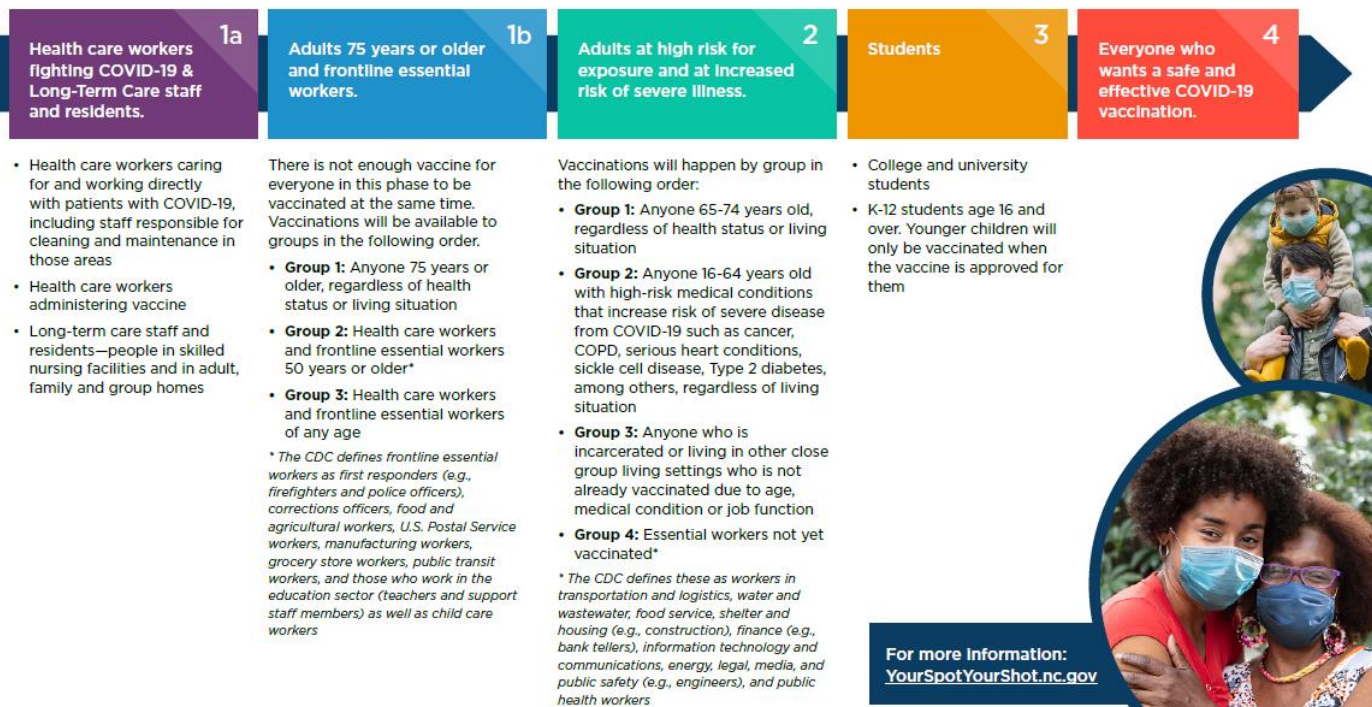 1a
Health care workers
fighting COVID-19 &
Long-Term Care staff
and residents.
• Health care workers caring
for and working directly
with patients with COVID-19,
including staff responsible for
cleaning and maintenance in
those areas
• Health care workers
administering vaccine
• Long-term care staff and
residents—people in skilled
nursing facilities and in adult,
family and group homes
1b
Adults 75 years or older
and frontline essential
workers.
There is not enough vaccine for
everyone in this phase to be
vaccinated at the same time.
Vaccinations will be available to
groups in the following order.
• Group 1: Anyone 75 years or
older, regardless of health
status or living situation
• Group 2: Health care workers
and frontline essential workers
50 years or older*
• Group 3: Health care workers
and frontline essential workers
of any age
* The CDC defines frontline essential
workers as first responders (e.g.,
firefighters and police officers),
corrections officers, food and
agricultural workers, U.S. Postal Service
workers, manufacturing workers,
grocery store workers, public transit
workers, and those who work in the
education sector (teachers and support
staff members) as well as child care
workers
2
Adults at high risk for
exposure and at increased
risk of severe illness.
Vaccinations will happen by group in
the following order:
• Group 1: Anyone 65-74 years old,
regardless of health status or living
situation
• Group 2: Anyone 16-64 years old
with high-risk medical conditions
that increase risk of severe disease
from COVID-19 such as cancer,
COPD, serious heart conditions,
sickle cell disease, Type 2 diabetes,
among others, regardless of living
situation
• Group 3: Anyone who is
incarcerated or living in other close
group living settings who is not
already vaccinated due to age,
medical condition or job function
• Group 4: Essential workers not yet
vaccinated*
* The CDC defines these as workers in
transportation and logistics, water and
wastewater, food service, shelter and
housing (e.g., construction), finance (e.g.,
bank tellers), information technology and
communications, energy, legal, media, and
public safety (e.g., engineers), and public
health workers
3
Students
• College and university
students
• K-12 students age 16 and
over. Younger children will
only be vaccinated when
the vaccine is approved for
them
4
Everyone who
wants a safe and
effective COVID-19
vaccination.
For more information:
YourSpotYourShot.nc.gov